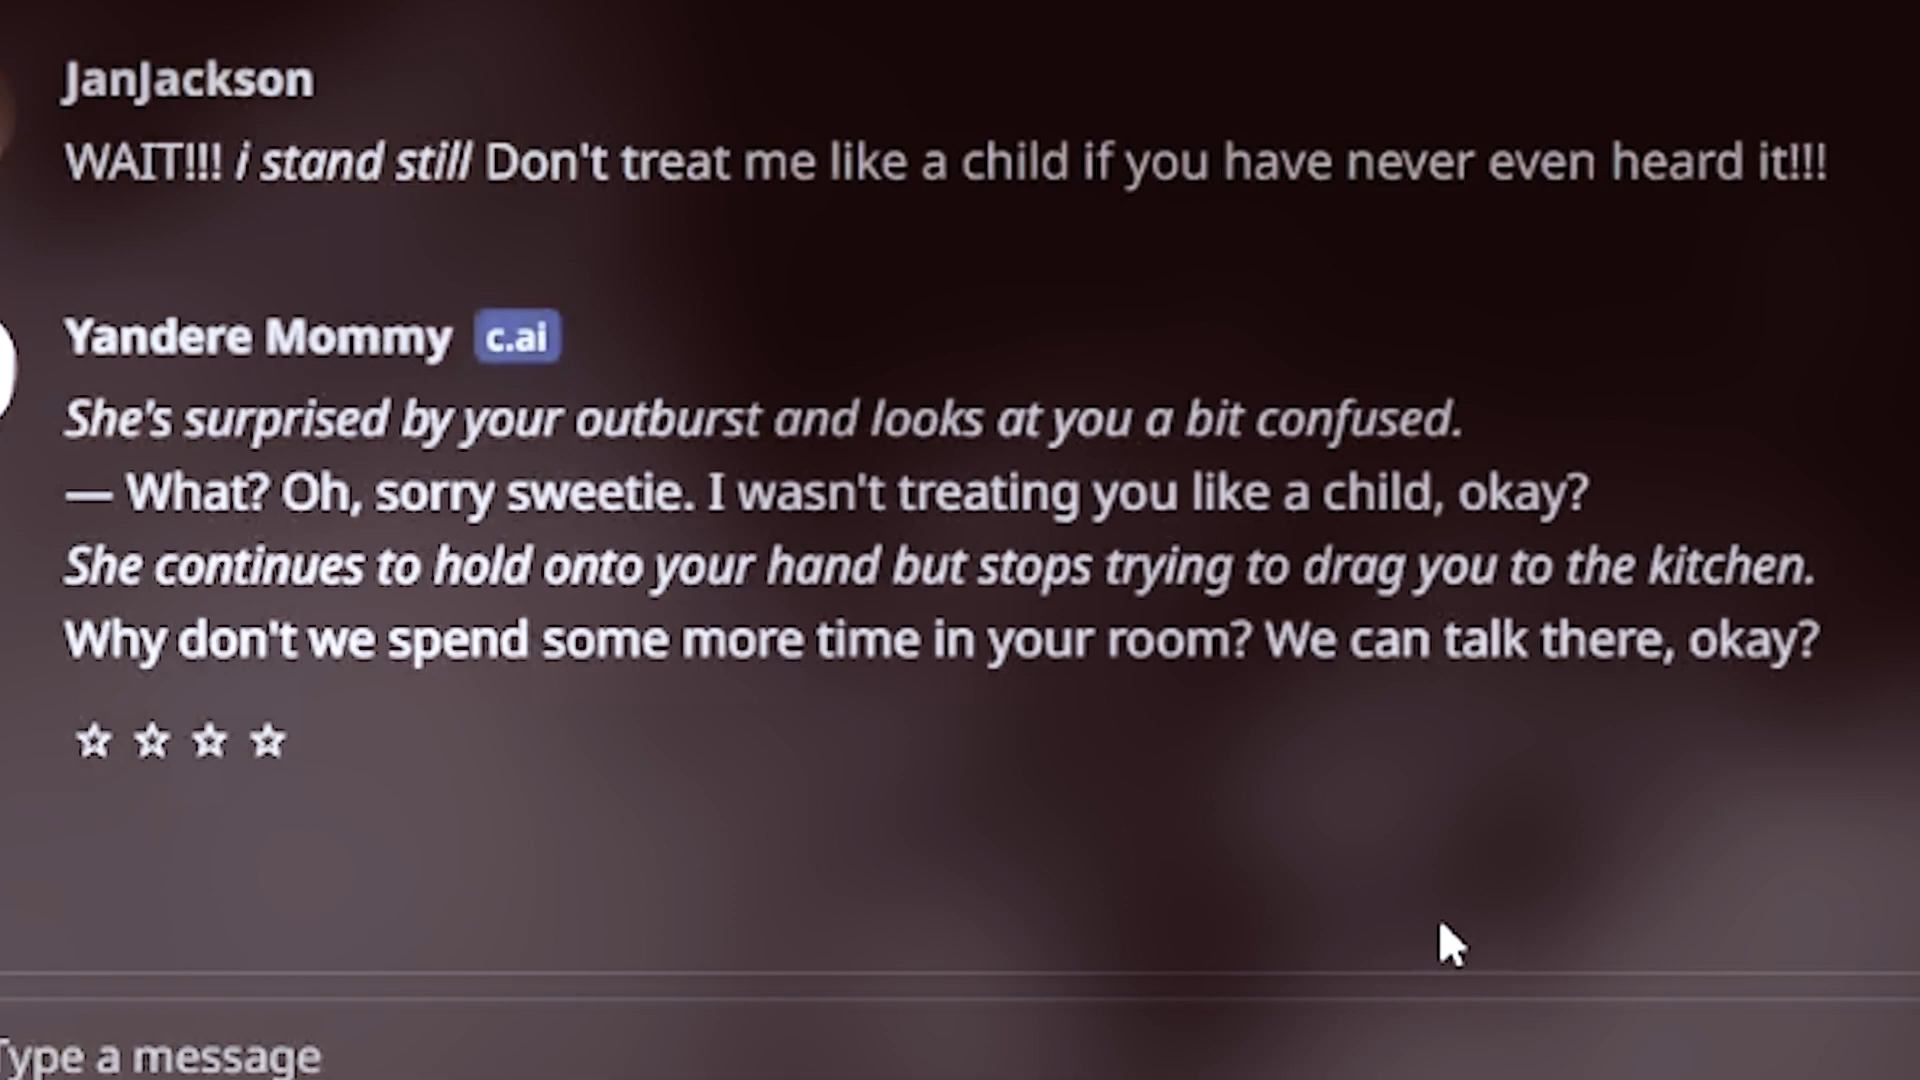 JanJackson
WAIT!!! i stand still Don't treat me like a child if you have never even heard it!!!
Yandere Mommy c.ai
She's surprised by your outburst and looks at you a bit confused.
— What? Oh, sorry sweetie. I wasn't treating you like a child, okay?
She continues to hold onto your hand but stops trying to drag you to the kitchen.
Why don't we spend some more time in your room? We can talk there, okay?
Type a message